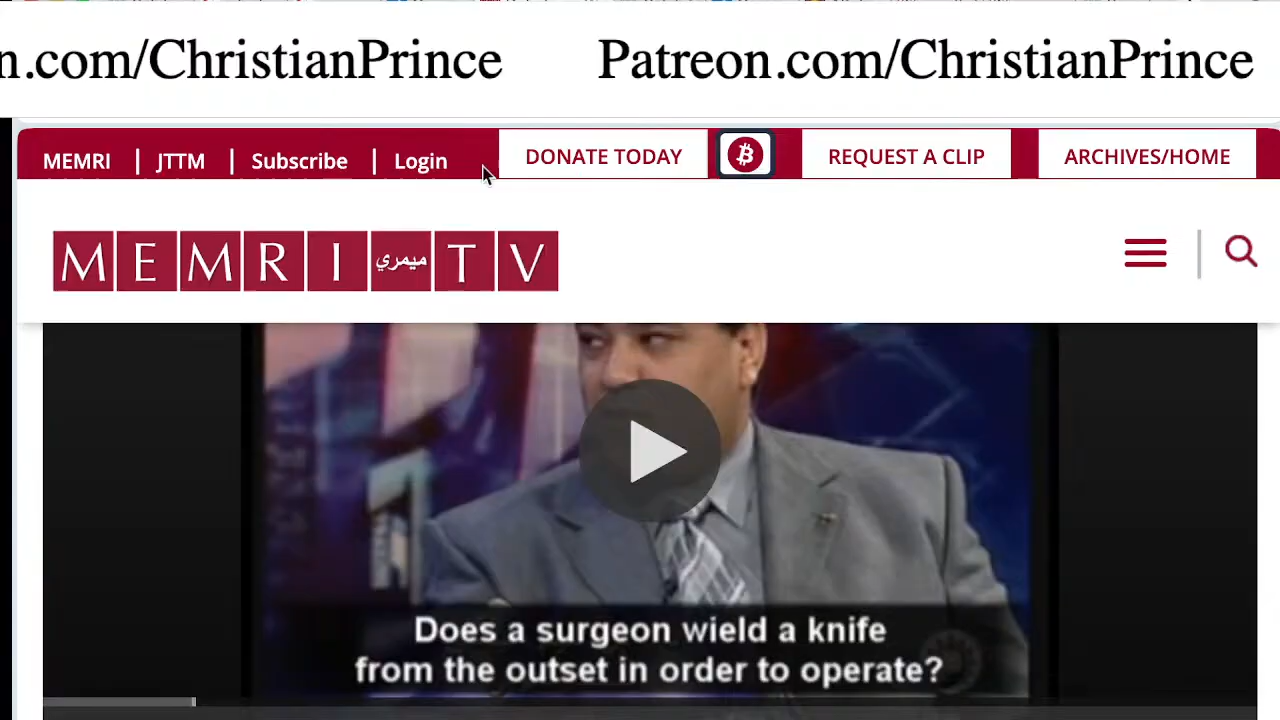 n.com/ChristianPrince Patreon.com/ChristianPrince
MEMRI | JTTM | Subscribe | Login DONATE TODAY REQUEST A CLIP ARCHIVES/HOME
MEMRI ميمري TV
Does a surgeon wield a knife
from the outset in order to operate?